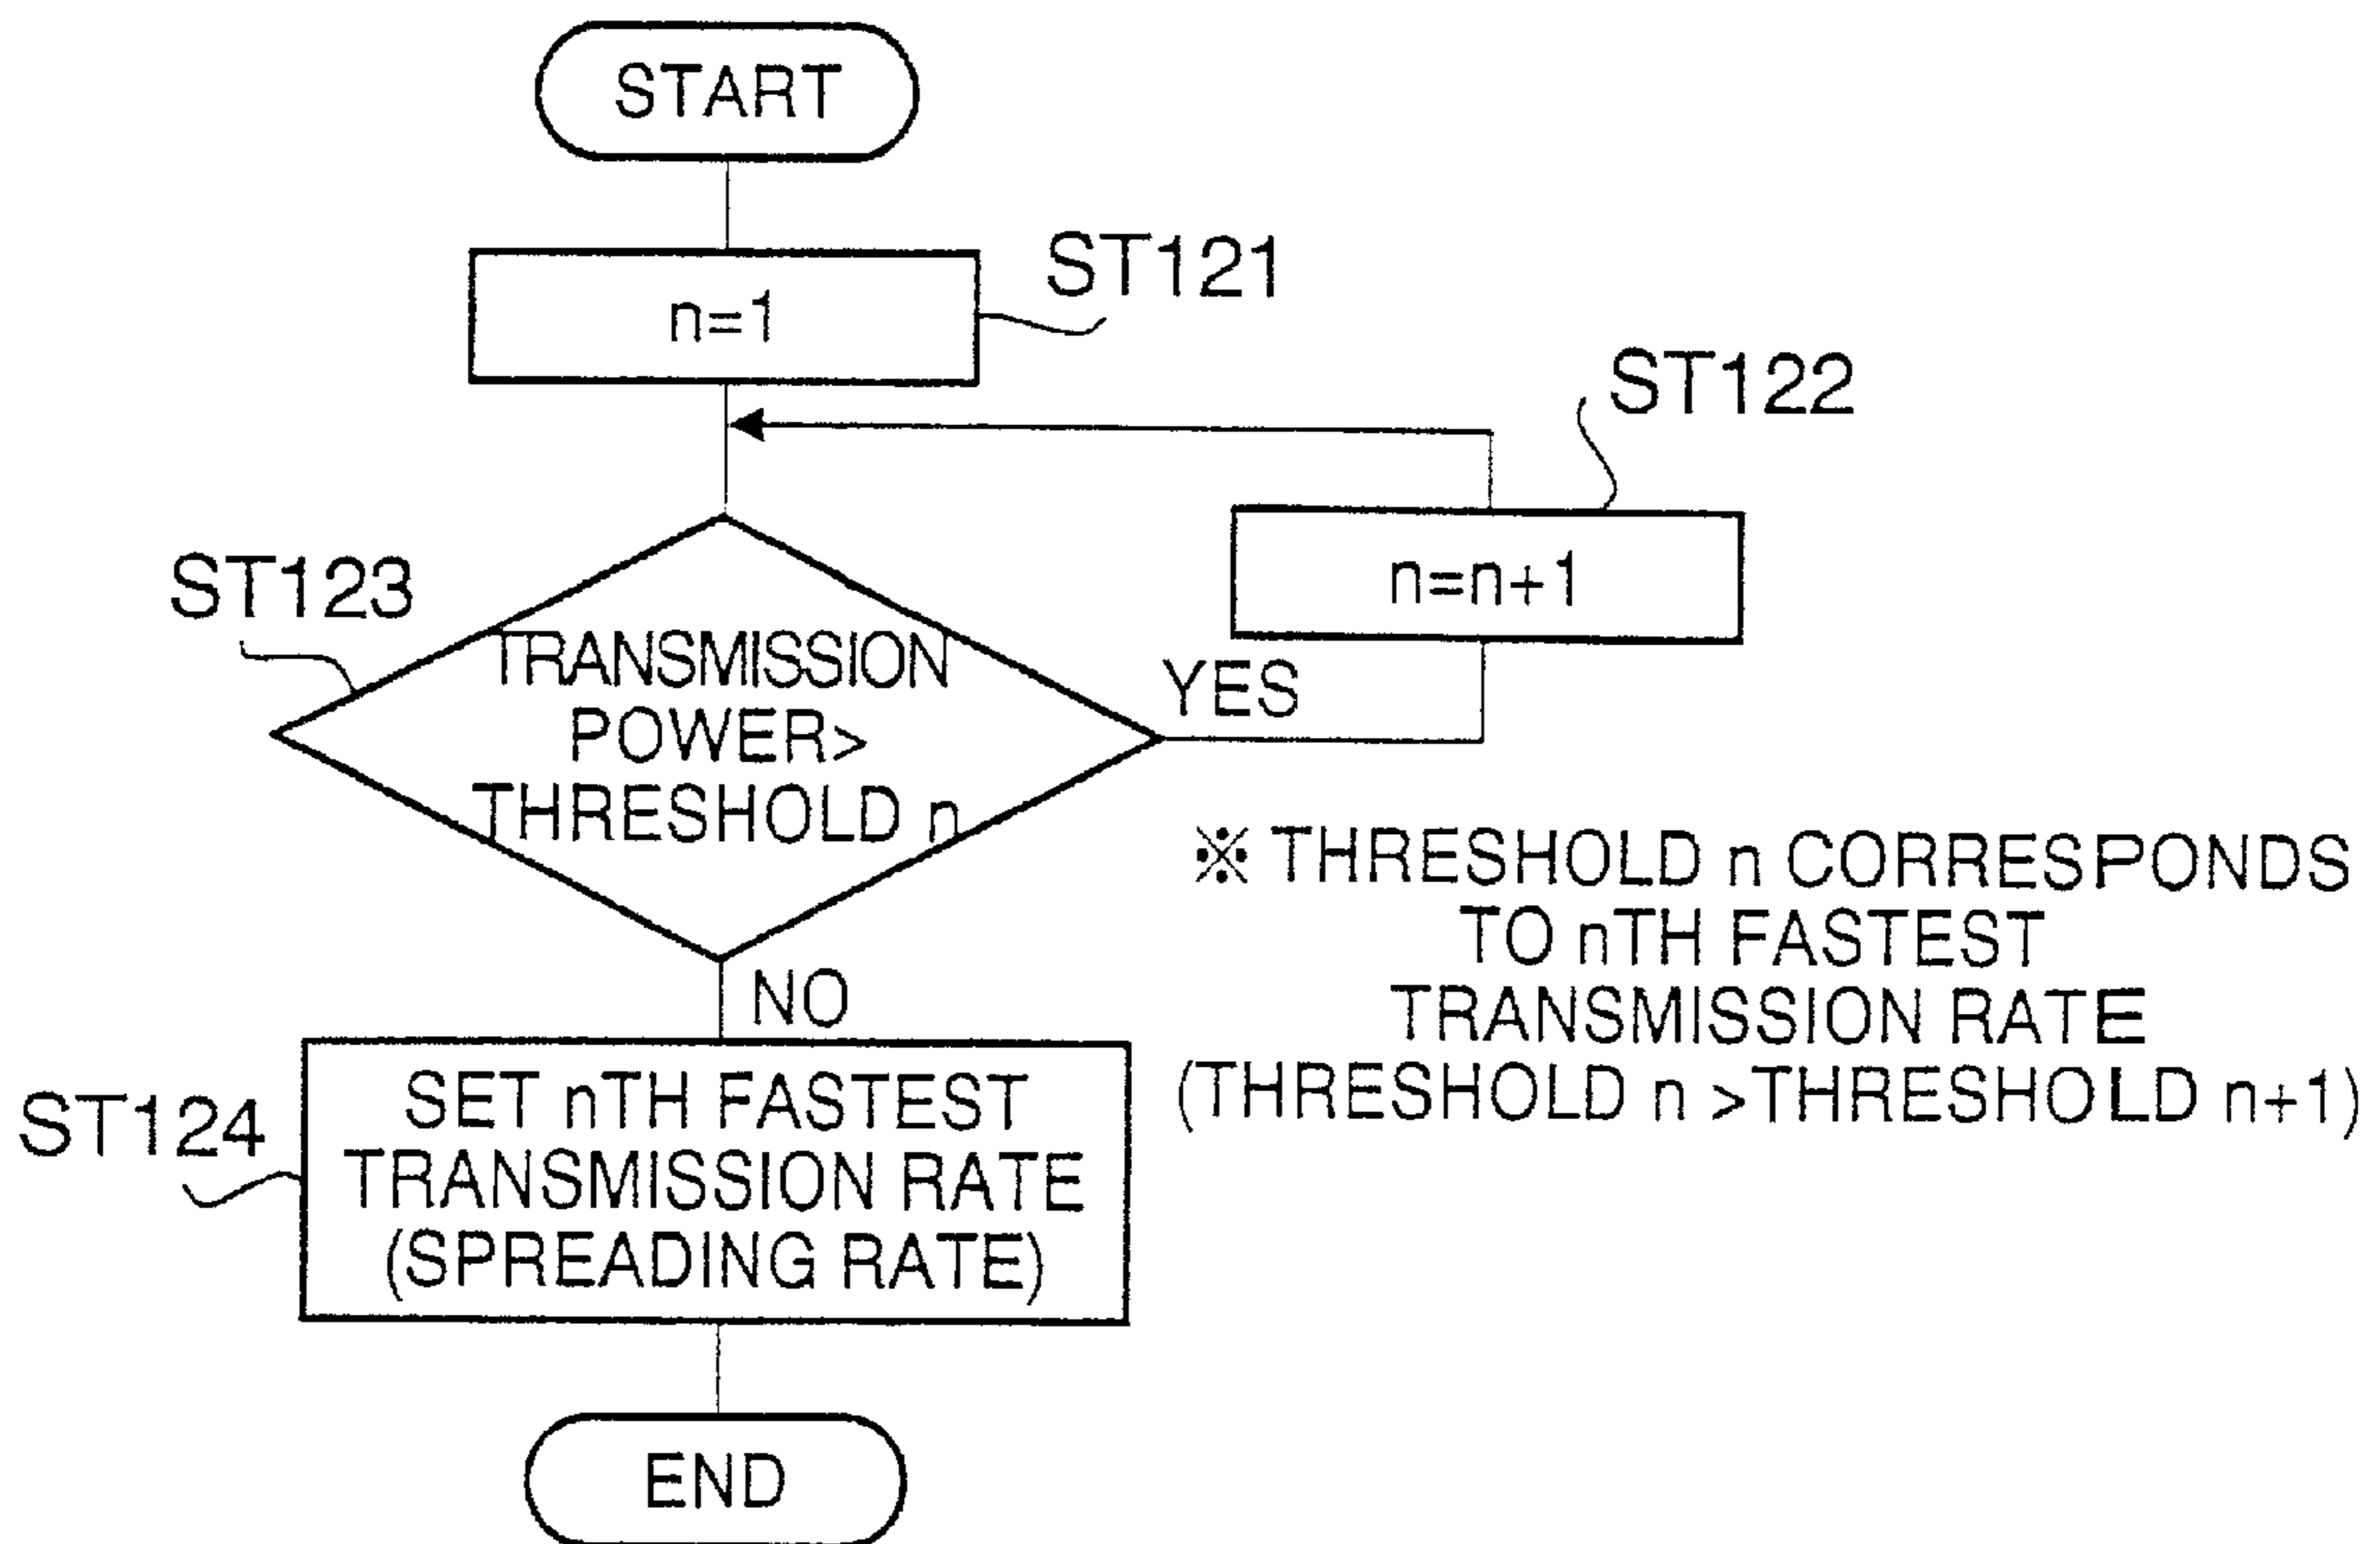 START
n=1
ST121
ST122
n=n+1
ST123
TRANSMISSION
POWER>
THRESHOLD n
YES
NO
※ THRESHOLD n CORRESPONDS
TO nTH FASTEST
TRANSMISSION RATE
(THRESHOLD n >THRESHOLD n+1)
ST124
SET nTH FASTEST
TRANSMISSION RATE
(SPREADING RATE)
END